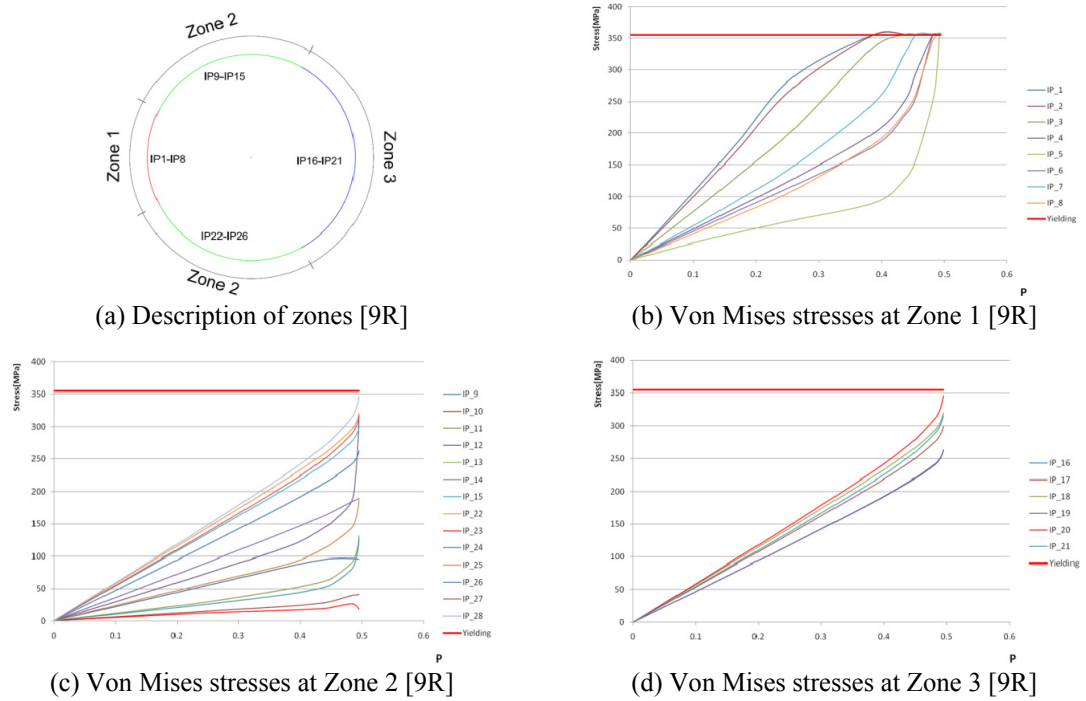 Zone 2
IP9-IP15
Zone 1
IP1-IP8
IP16-IP21
Zone 3
IP22-IP26
Zone 2
(a) Description of zones [9R]
Stress[MPa]
400
350
300
250
200
150
100
50
0
0 0.1 0.2 0.3 0.4 0.5 0.6
P
IP_1
IP_2
IP_3
IP_4
IP_5
IP_6
IP_7
IP_8
Yielding
(b) Von Mises stresses at Zone 1 [9R]
Stress[MPa]
400
350
300
250
200
150
100
50
0
0 0.1 0.2 0.3 0.4 0.5 0.6
P
IP_9
IP_10
IP_11
IP_12
IP_13
IP_14
IP_15
IP_22
IP_23
IP_24
IP_25
IP_26
IP_27
IP_28
Yielding
(c) Von Mises stresses at Zone 2 [9R]
Stress[MPa]
400
350
300
250
200
150
100
50
0
0 0.1 0.2 0.3 0.4 0.5 0.6
P
IP_16
IP_17
IP_18
IP_19
IP_20
IP_21
Yielding
(d) Von Mises stresses at Zone 3 [9R]